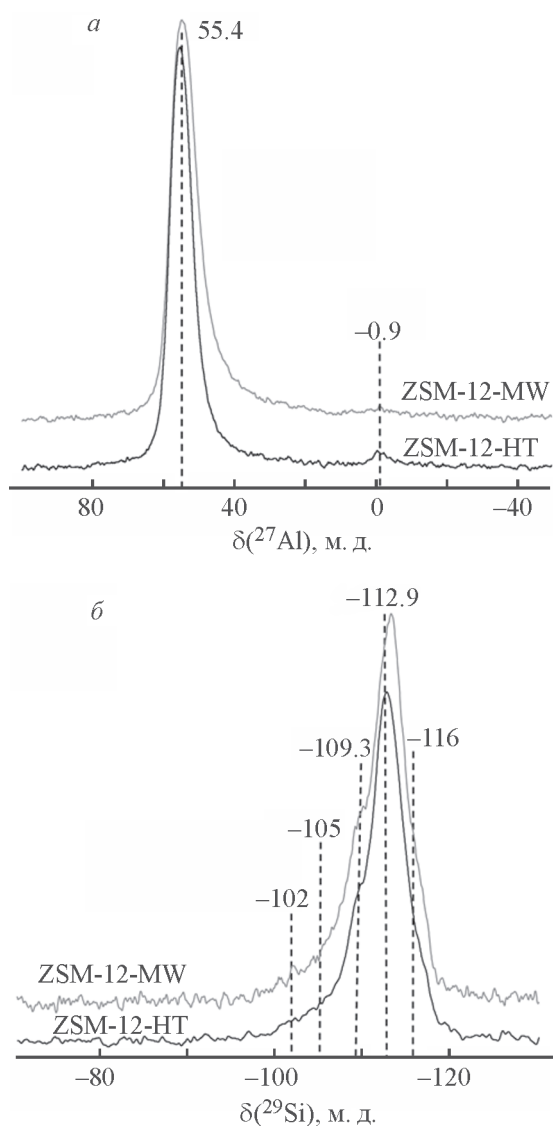 а
55.4
–0.9
ZSM-12-MW
ZSM-12-HT
80 40 0 –40
δ(²⁷Al), м. д.
б
–112.9
–109.3 –116
–105
–102
ZSM-12-MW
ZSM-12-HT
–80 –100 –120
δ(²⁹Si), м. д.